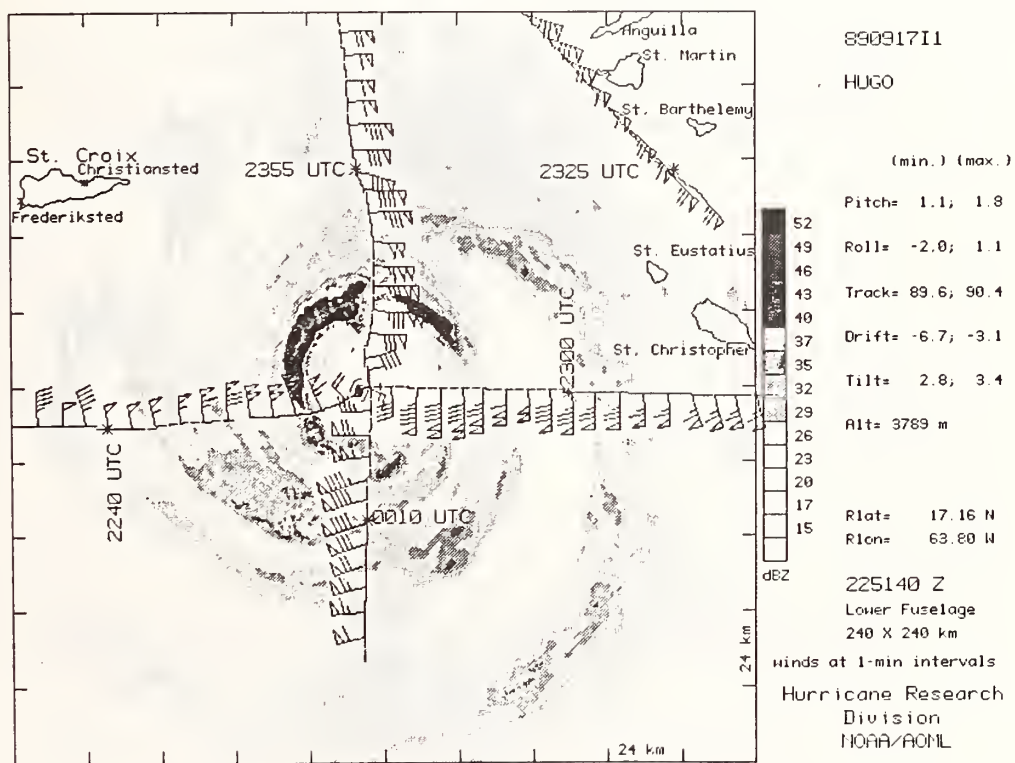 Anguilla
St. Martin
St. Barthelemy
St. Croix
Christiansted
Frederiksted
2355 UTC
2325 UTC
St. Eustatius
St. Christopher
2300 UTC
2240 UTC
0010 UTC
24 km
24 km
52
49
46
43
40
37
35
32
29
26
23
20
17
15
dBZ
890917I1
HUGO
(min.) (max.)
Pitch= 1.1; 1.8
Roll= -2.0; 1.1
Track= 89.6; 90.4
Drift= -6.7; -3.1
Tilt= 2.8; 3.4
Alt= 3789 m
Rlat= 17.16 N
Rlon= 63.80 W
225140 Z
Lower Fuselage
240 X 240 km
winds at 1-min intervals
Hurricane Research
Division
NOAA/AOML